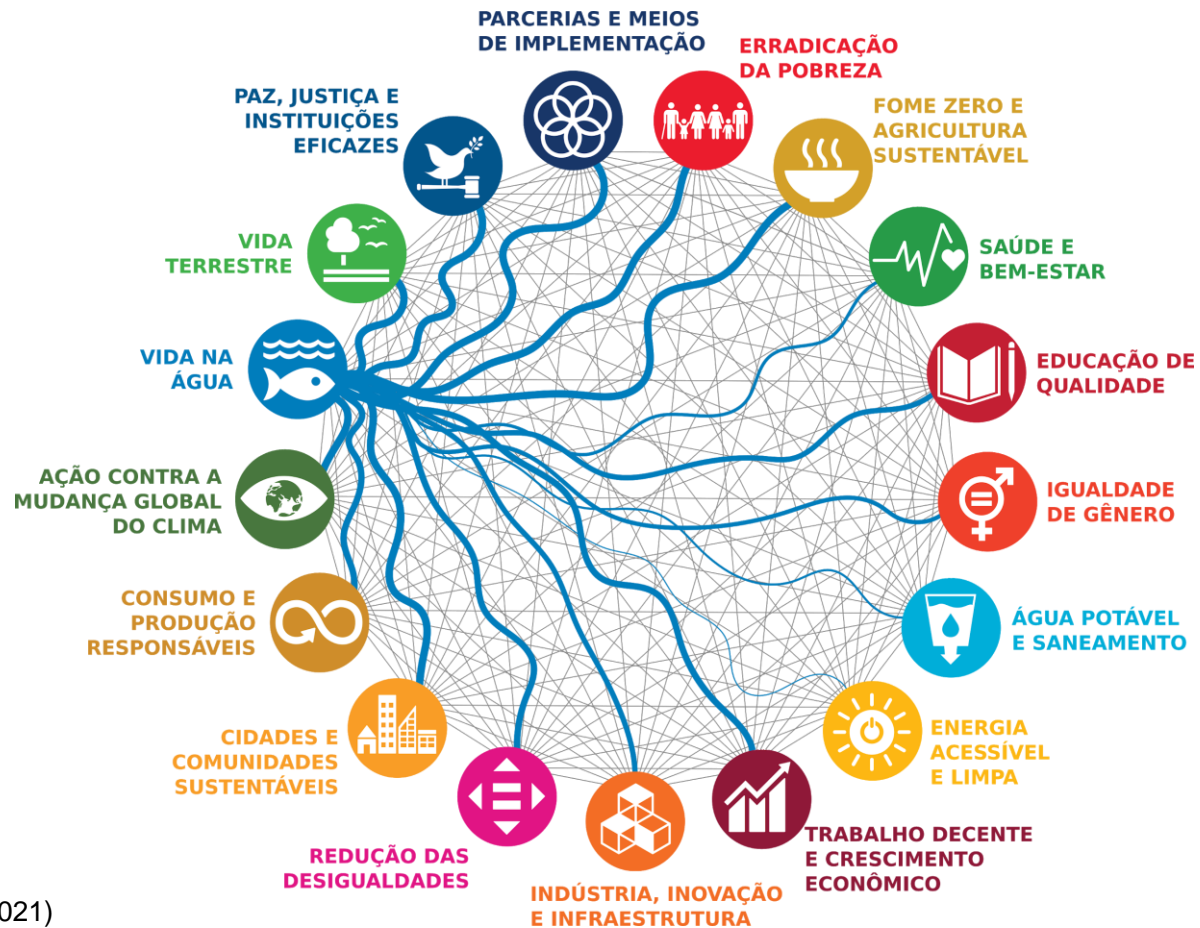 PARCERIAS E MEIOS
DE IMPLEMENTAÇÃO
ERRADICAÇÃO
DA POBREZA
FOME ZERO E
AGRICULTURA
SUSTENTÁVEL
SAÚDE E
BEM-ESTAR
EDUCAÇÃO DE
QUALIDADE
IGUALDADE
DE GÊNERO
ÁGUA POTÁVEL
E SANEAMENTO
ENERGIA
ACESSÍVEL
E LIMPA
TRABALHO DECENTE
E CRESCIMENTO
ECONÔMICO
INDÚSTRIA, INOVAÇÃO
E INFRAESTRUTURA
REDUÇÃO DAS
DESIGUALDADES
CIDADES E
COMUNIDADES
SUSTENTÁVEIS
CONSUMO E
PRODUÇÃO
RESPONSÁVEIS
AÇÃO CONTRA A
MUDANÇA GLOBAL
DO CLIMA
VIDA NA
ÁGUA
VIDA
TERRESTRE
PAZ, JUSTIÇA E
INSTITUIÇÕES
EFICAZES
021)